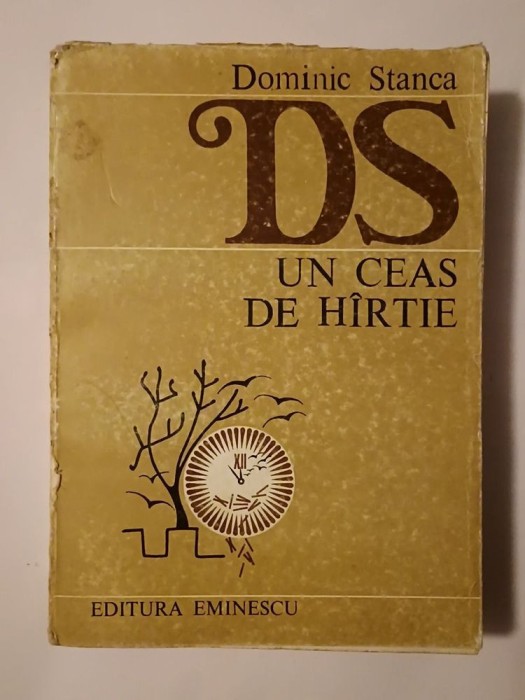 Dominic Stanca
DS
UN CEAS
DE HÎRTIE
XII
EDITURA EMINESCU